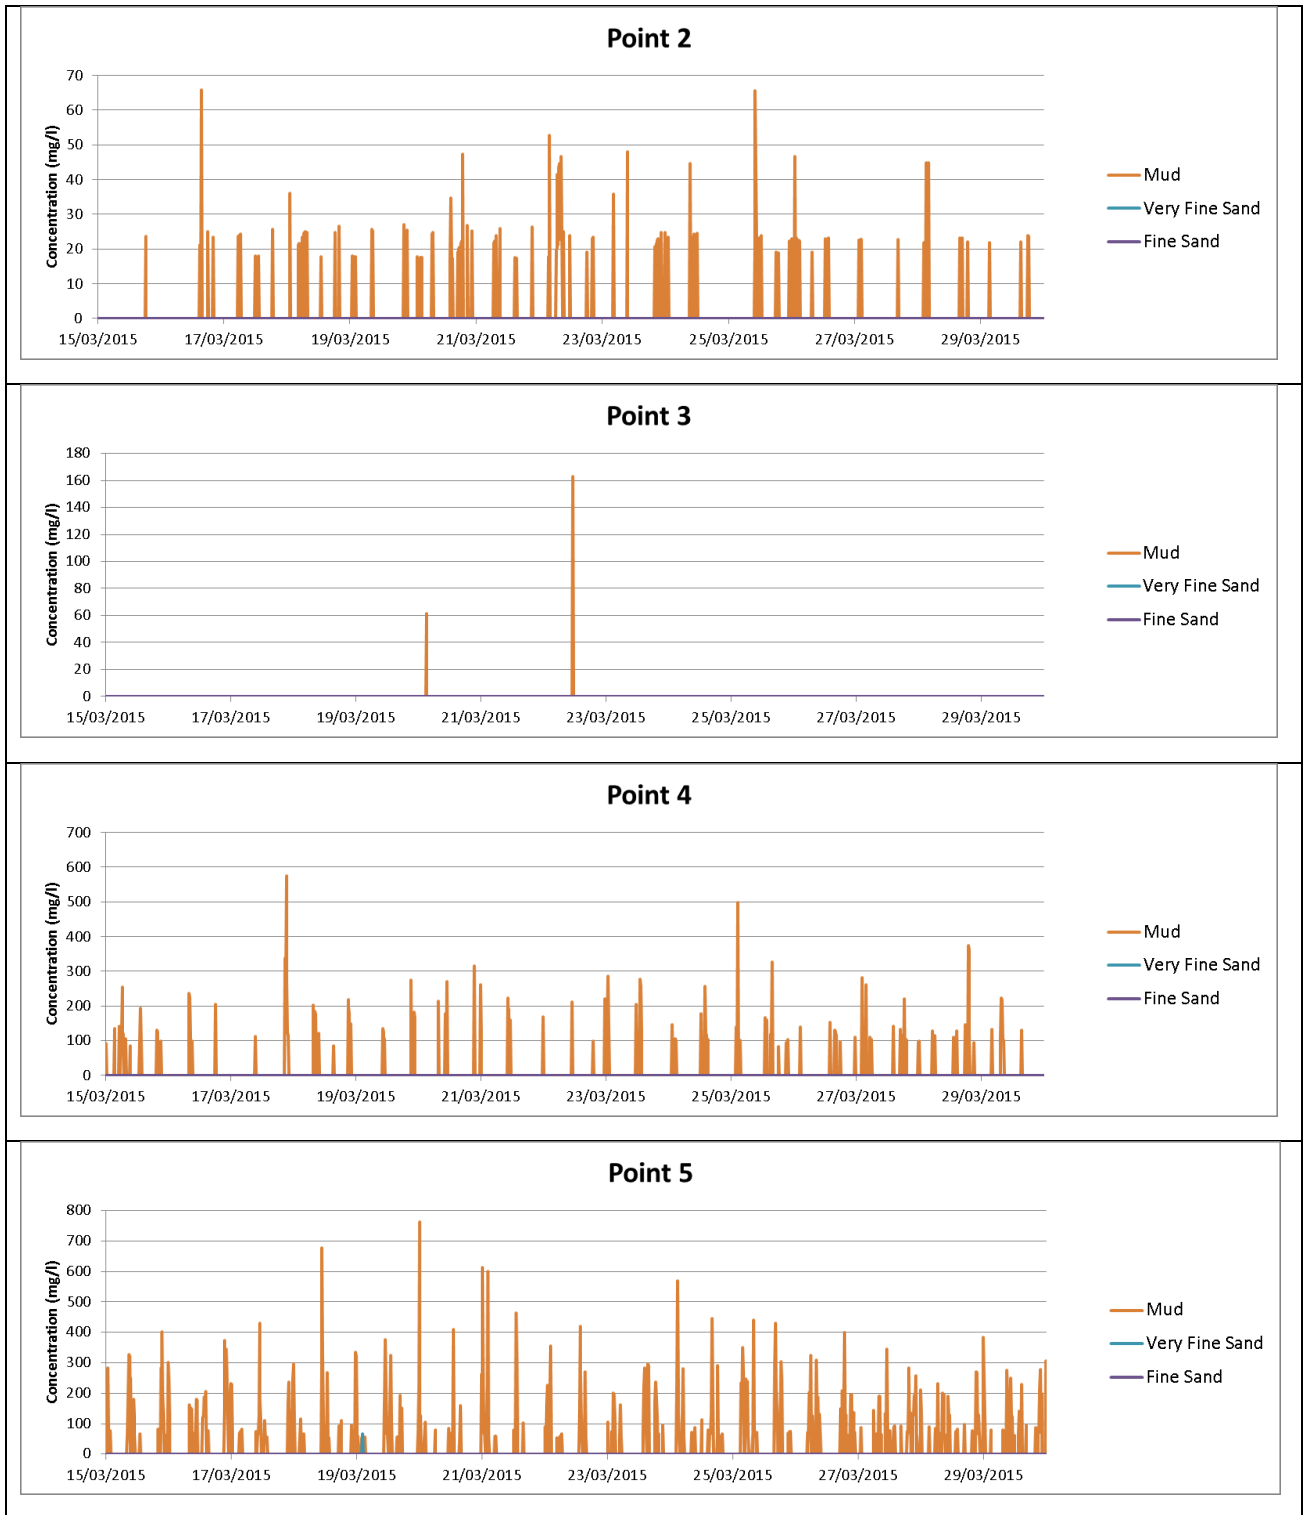 Point 2
Concentration (mg/l)
70
60
50
40
30
20
10
0
15/03/2015 17/03/2015 19/03/2015 21/03/2015 23/03/2015 25/03/2015 27/03/2015 29/03/2015
Mud
Very Fine Sand
Fine Sand
Point 3
Concentration (mg/l)
180
160
140
120
100
80
60
40
20
0
15/03/2015 17/03/2015 19/03/2015 21/03/2015 23/03/2015 25/03/2015 27/03/2015 29/03/2015
Mud
Very Fine Sand
Fine Sand
Point 4
Concentration (mg/l)
700
600
500
400
300
200
100
0
15/03/2015 17/03/2015 19/03/2015 21/03/2015 23/03/2015 25/03/2015 27/03/2015 29/03/2015
Mud
Very Fine Sand
Fine Sand
Point 5
Concentration (mg/l)
800
700
600
500
400
300
200
100
0
15/03/2015 17/03/2015 19/03/2015 21/03/2015 23/03/2015 25/03/2015 27/03/2015 29/03/2015
Mud
Very Fine Sand
Fine Sand